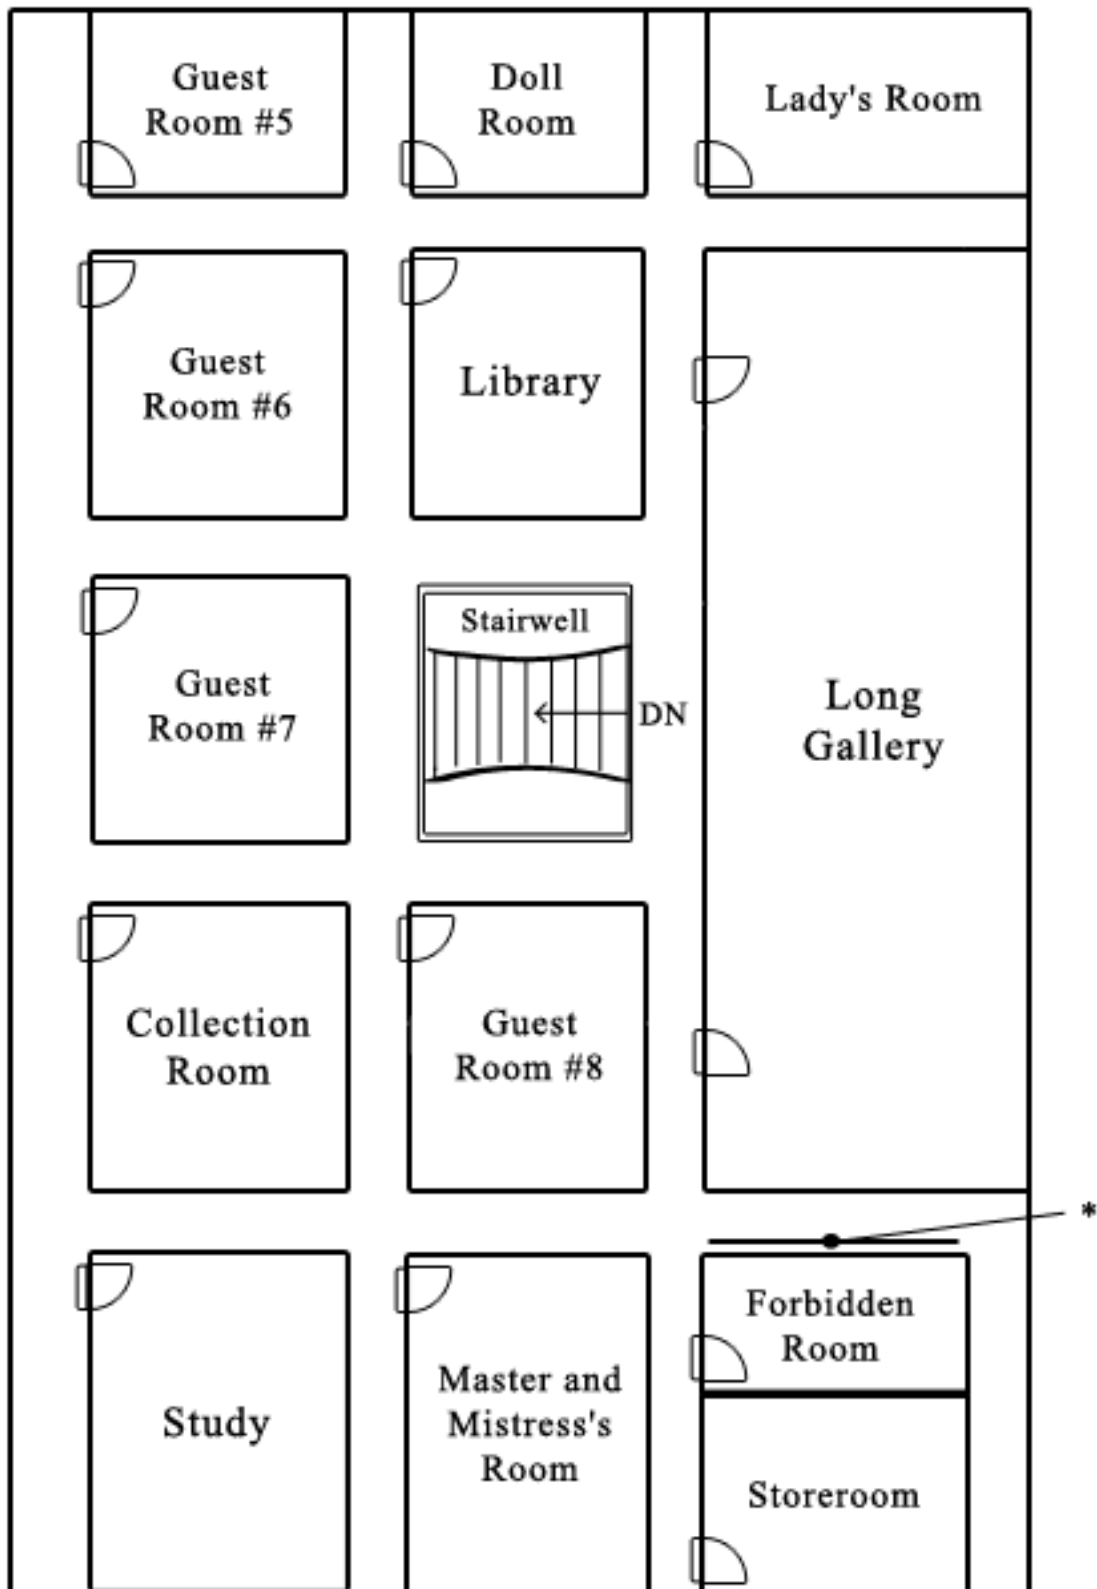 Guest
Room #5
Doll
Room
Lady's Room
Guest
Room #6
Library
Stairwell
DN
Guest
Room #7
Long
Gallery
Collection
Room
Guest
Room #8
*
Forbidden
Room
Study
Master and
Mistress's
Room
Storeroom